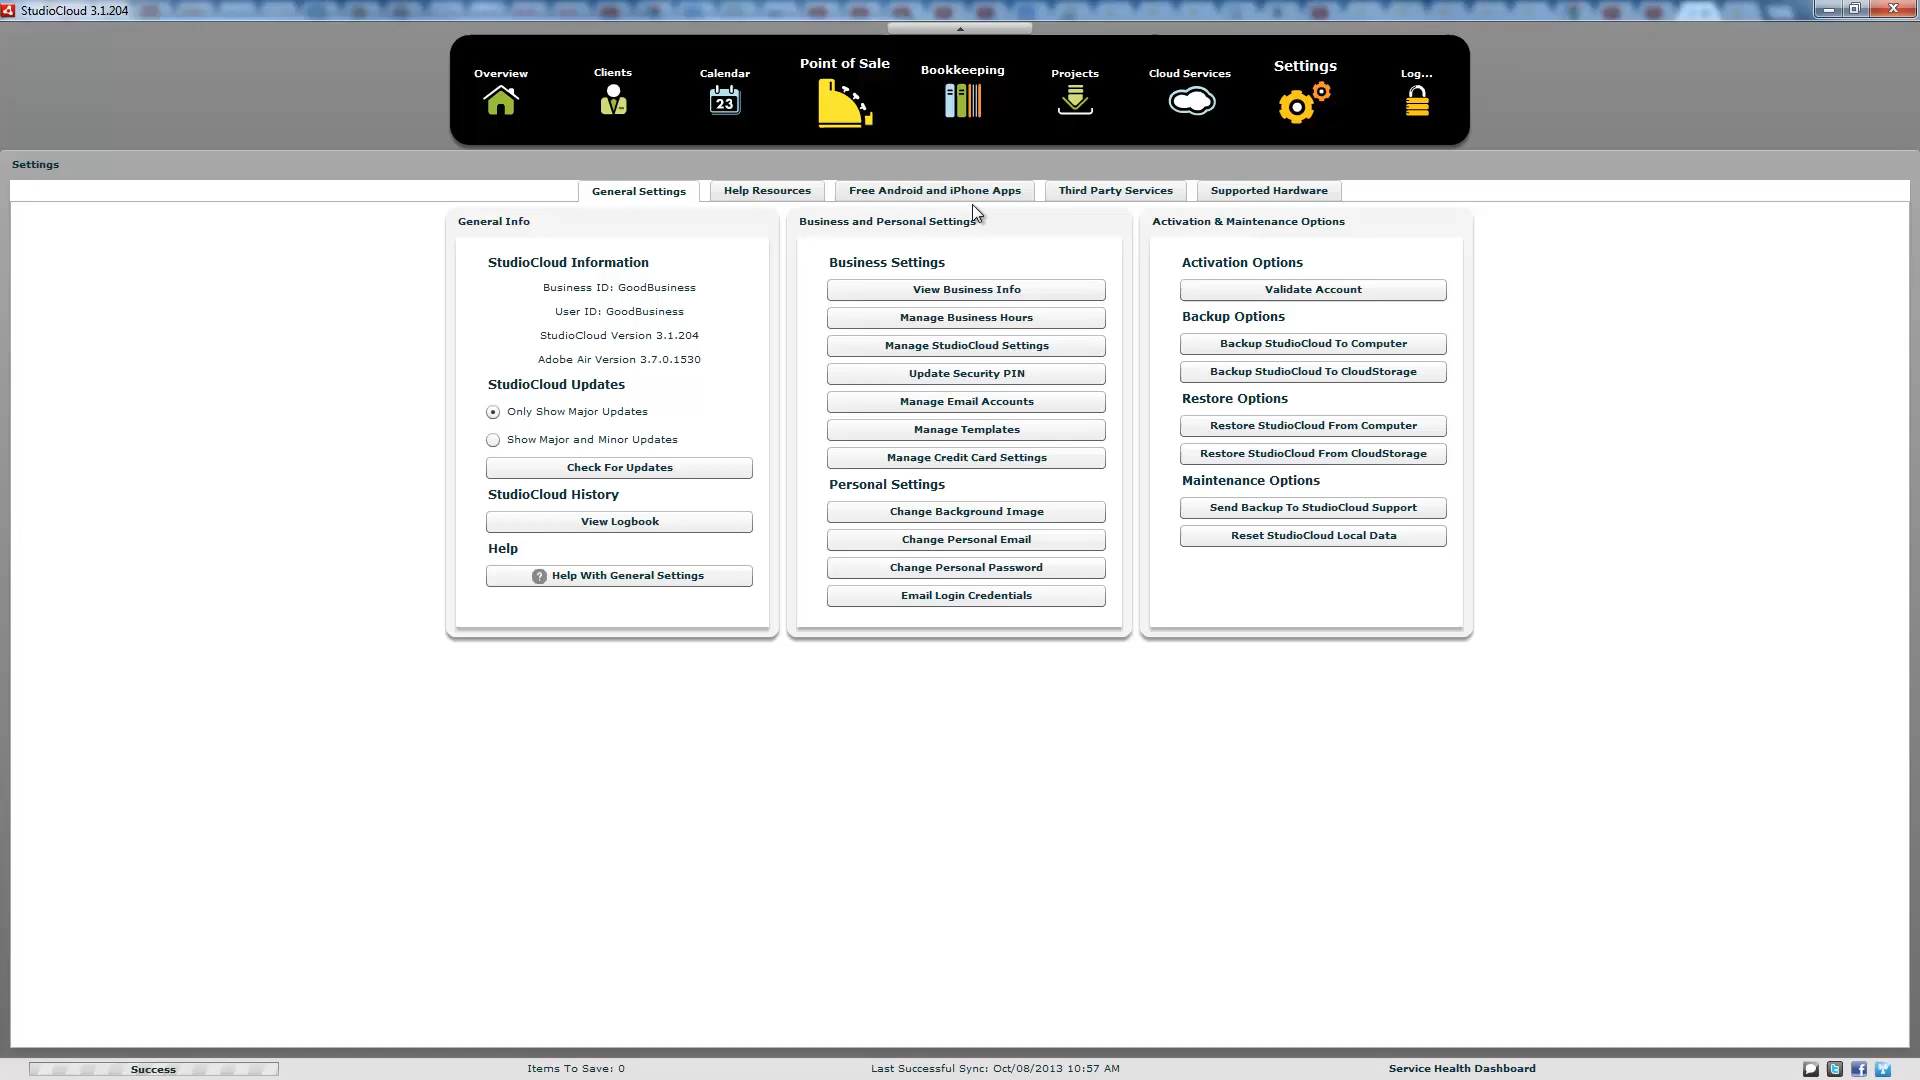 StudioCloud 3.1.204
Overview
Clients
Calendar
23
Point of Sale
Bookkeeping
Projects
Cloud Services
Settings
Log...
Settings
General Settings
Help Resources
Free Android and iPhone Apps
Third Party Services
Supported Hardware
General Info
StudioCloud Information
Business ID: GoodBusiness
User ID: GoodBusiness
StudioCloud Version 3.1.204
Adobe Air Version 3.7.0.1530
StudioCloud Updates
Only Show Major Updates
Show Major and Minor Updates
Check For Updates
StudioCloud History
View Logbook
Help
? Help With General Settings
Business and Personal Settings
Business Settings
View Business Info
Manage Business Hours
Manage StudioCloud Settings
Update Security PIN
Manage Email Accounts
Manage Templates
Manage Credit Card Settings
Personal Settings
Change Background Image
Change Personal Email
Change Personal Password
Email Login Credentials
Activation & Maintenance Options
Activation Options
Validate Account
Backup Options
Backup StudioCloud To Computer
Backup StudioCloud To CloudStorage
Restore Options
Restore StudioCloud From Computer
Restore StudioCloud From CloudStorage
Maintenance Options
Send Backup To StudioCloud Support
Reset StudioCloud Local Data
Success
Items To Save: 0
Last Successful Sync: Oct/08/2013 10:57 AM
Service Health Dashboard